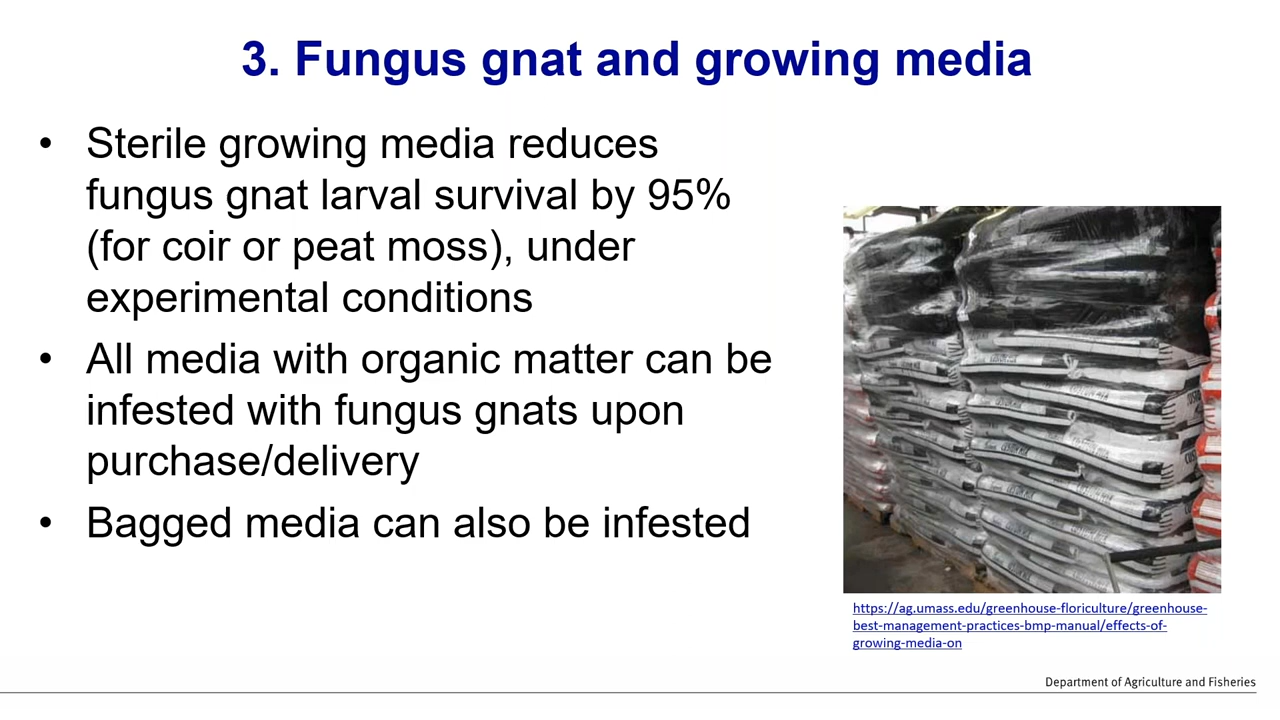 3. Fungus gnat and growing media
• Sterile growing media reduces
fungus gnat larval survival by 95%
(for coir or peat moss), under
experimental conditions
• All media with organic matter can be
infested with fungus gnats upon
purchase/delivery
• Bagged media can also be infested
https://ag.umass.edu/greenhouse-floriculture/greenhouse-
best-management-practices-bmp-manual/effects-of-
growing-media-on
Department of Agriculture and Fisheries